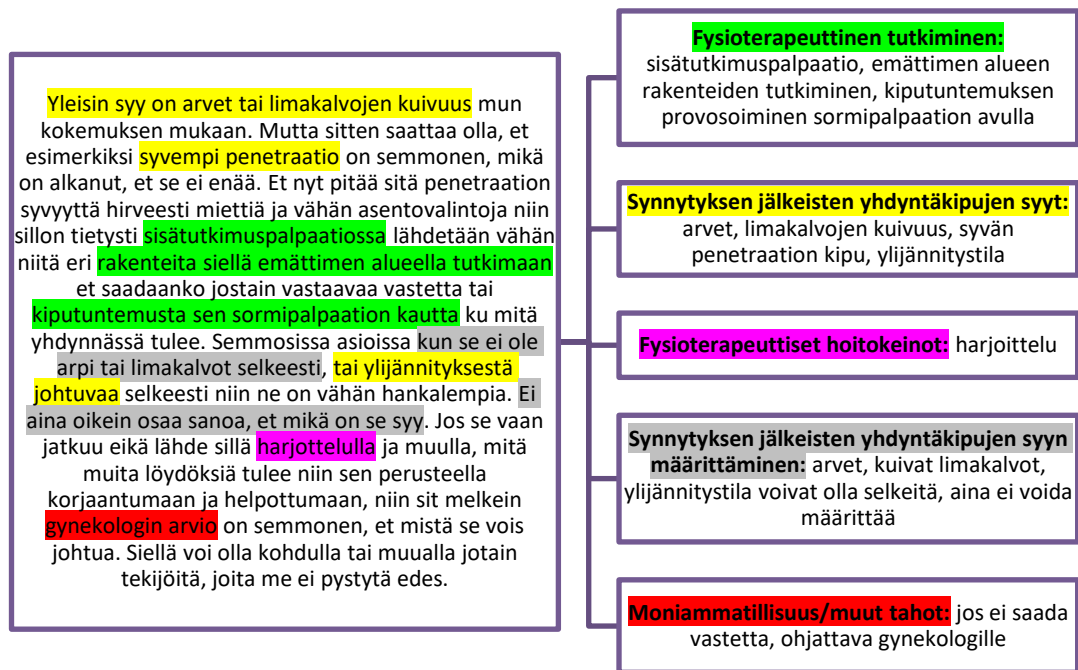 Yleisin syy on arvet tai limakalvojen kuivuus mun
kokemuksen mukaan. Mutta sitten saattaa olla, et
esimerkiksi syvempi penetraatio on semmonen, mikä
on alkanut, et se ei enää. Et nyt pitää sitä penetraation
syvyyttä hirveesti miettiä ja vähän asentovalintoja niin
sillon tietysti sisätutkimuspalpaatiossa lähdetään vähän
niitä eri rakenteita siellä emättimen alueella tutkimaan
et saadaanko jostain vastaavaa vastetta tai
kiputuntemusta sen sormipalpaation kautta ku mitä
yhdynnässä tulee. Semmosissa asioissa kun se ei ole
arpi tai limakalvot selkeesti, tai ylijännityksestä
johtuvaa selkeesti niin ne on vähän hankalempia. Ei
aina oikein osaa sanoa, et mikä on se syy. Jos se vaan
jatkuu eikä lähde sillä harjottelulla ja muulla, mitä
muita löydöksiä tulee niin sen perusteella
korjaantumaan ja helpottumaan, niin sit melkein
gynekologin arvio on semmonen, et mistä se vois
johtua. Siellä voi olla kohdulla tai muualla jotain
tekijöitä, joita me ei pystytä edes.
Fysioterapeuttinen tutkiminen:
sisätutkimuspalpaatio, emättimen alueen
rakenteiden tutkiminen, kiputuntemuksen
provosoiminen sormipalpaation avulla
Synnytyksen jälkeisten yhdyntäkipujen syyt:
arvet, limakalvojen kuivuus, syvän
penetraation kipu, ylijännitystila
Fysioterapeuttiset hoitokeinot: harjoittelu
Synnytyksen jälkeisten yhdyntäkipujen syyn
määrittäminen: arvet, kuivat limakalvot,
ylijännitystila voivat olla selkeitä, aina ei voida
määrittää
Moniammatillisuus/muut tahot: jos ei saada
vastetta, ohjattava gynekologille